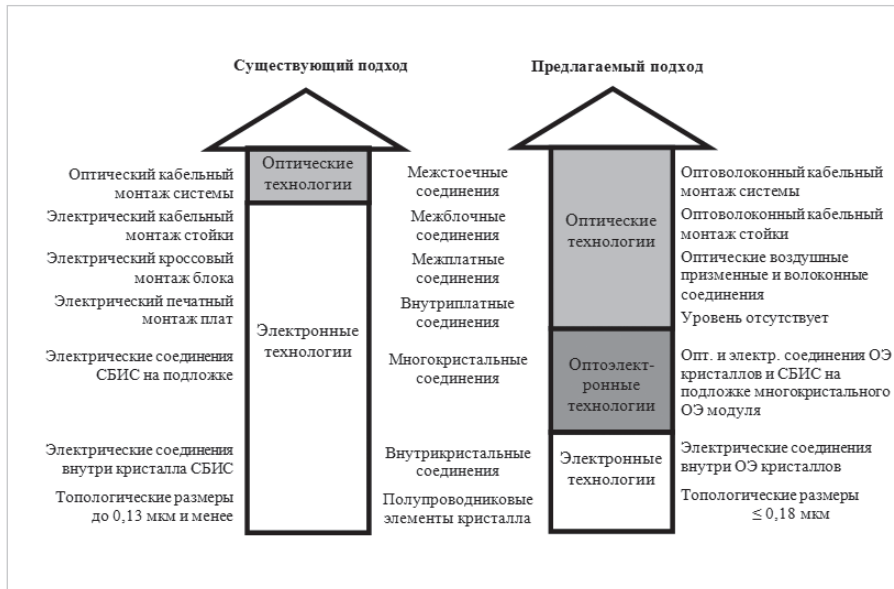 Существующий подход
Предлагаемый подход
Оптические
технологии
Оптический кабельный
монтаж системы
Межстоечные
соединения
Оптоволоконный кабельный
монтаж системы
Электрический кабельный
монтаж стойки
Межблочные
соединения
Оптические
технологии
Оптоволоконный кабельный
монтаж стойки
Электрический кроссовый
монтаж блока
Межплатные
соединения
Оптические воздушные
призменные и волоконные
соединения
Электрический печатный
монтаж плат
Внутриплатные
соединения
Уровень отсутствует
Электронные
технологии
Электрические соединения
СБИС на подложке
Многокристальные
соединения
Оптоэлект-
ронные
технологии
Опт. и электр. соединения ОЭ
кристаллов и СБИС на
подложке многокристального
ОЭ модуля
Электрические соединения
внутри кристалла СБИС
Внутрикристальные
соединения
Электронные
технологии
Электрические соединения
внутри ОЭ кристаллов
Топологические размеры
до 0,13 мкм и менее
Полупроводниковые
элементы кристалла
Топологические размеры
≤ 0,18 мкм